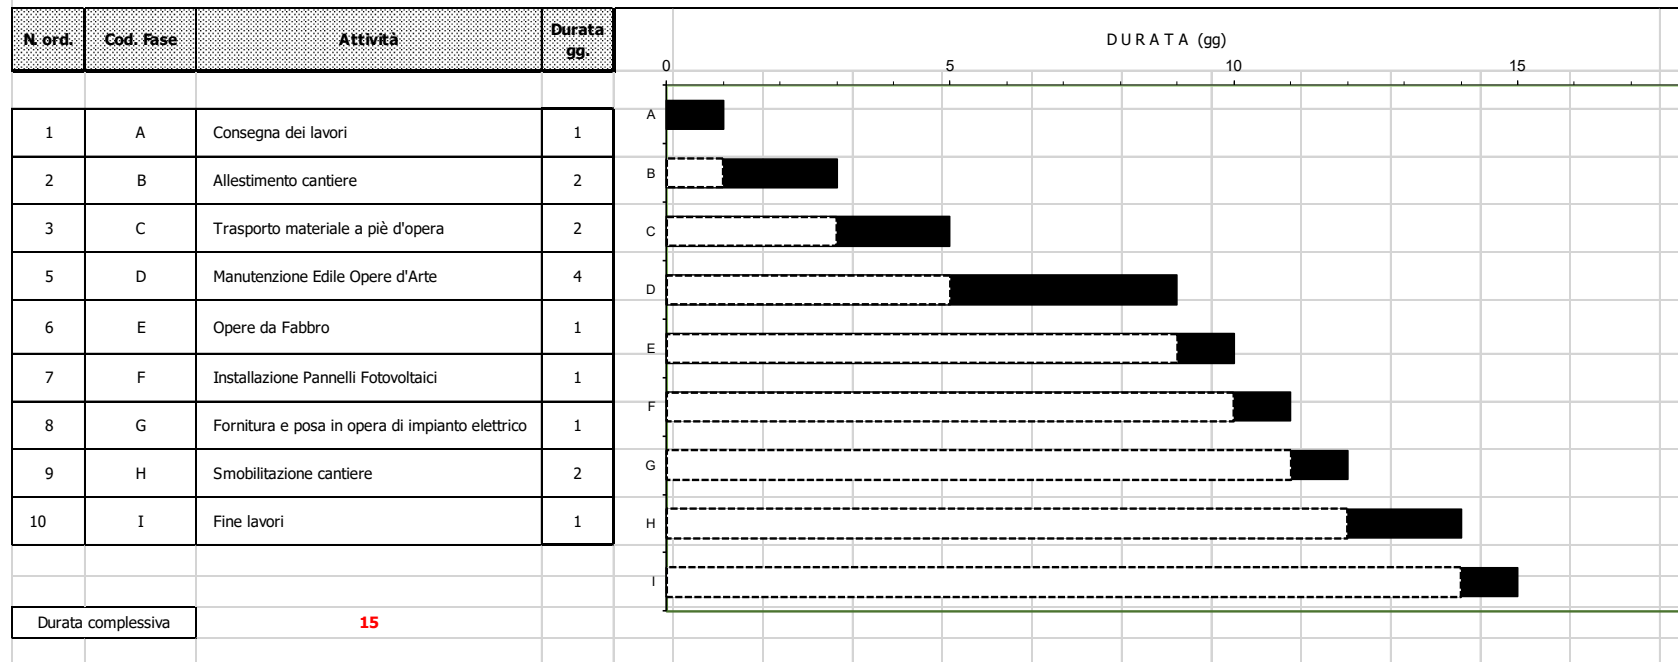 N. ord. Cod. Fase Attività Durata gg.
DURATA (gg)
0 5 10 15
1 A Consegna dei lavori 1
2 B Allestimento cantiere 2
3 C Trasporto materiale a piè d'opera 2
5 D Manutenzione Edile Opere d'Arte 4
6 E Opere da Fabbro 1
7 F Installazione Pannelli Fotovoltaici 1
8 G Fornitura e posa in opera di impianto elettrico 1
9 H Smobilitazione cantiere 2
10 I Fine lavori 1
Durata complessiva 15
A
B
C
D
E
F
G
H
I